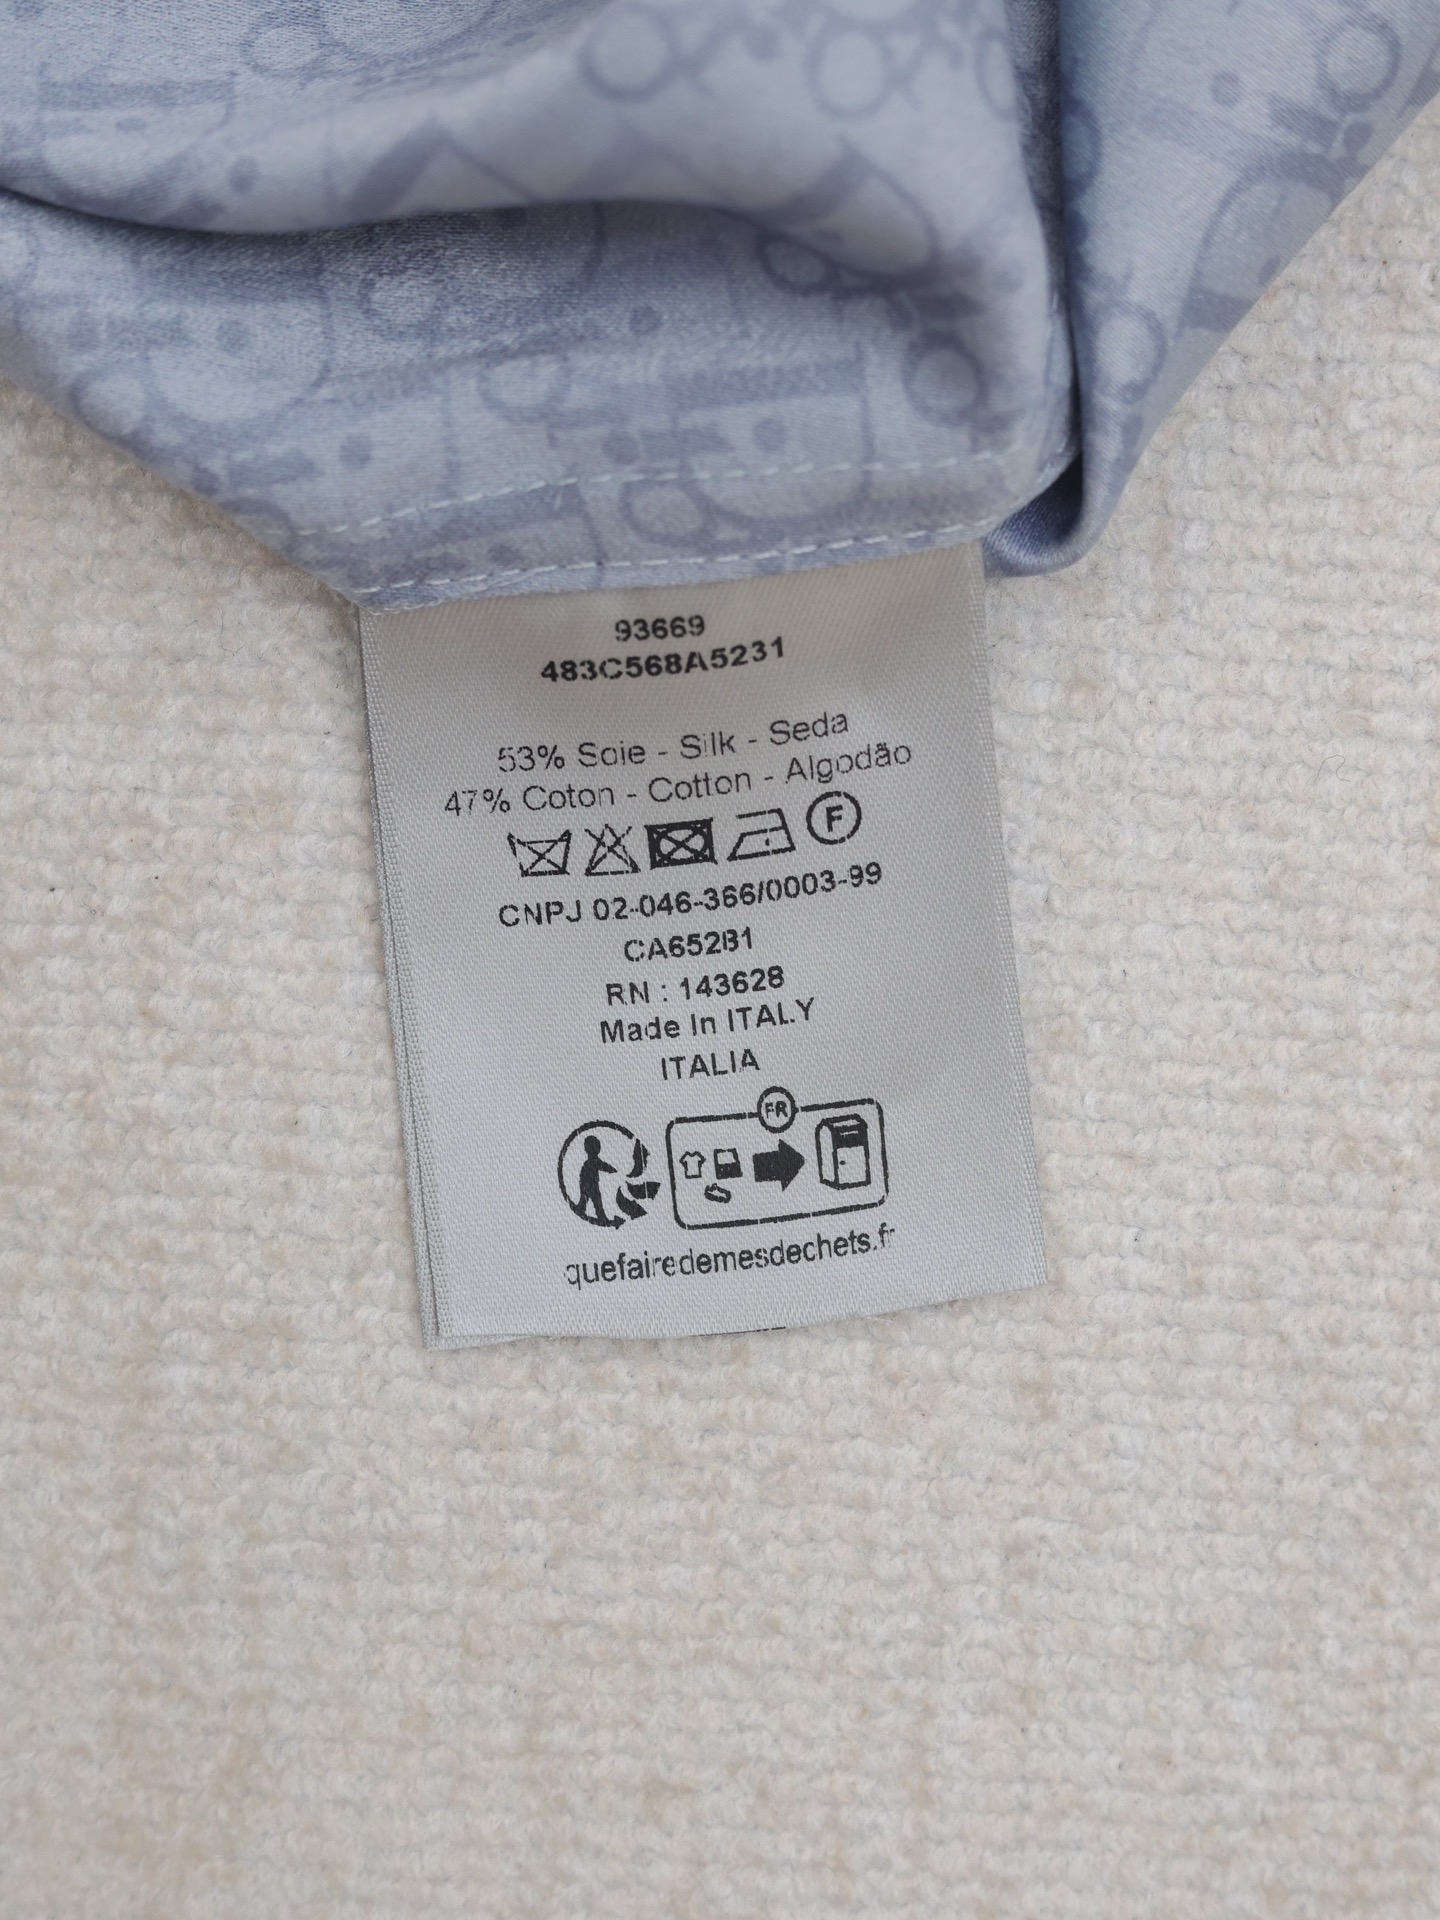 93669
483C568A5231
53% Soie - Silk - Seda
47% Coton - Cotton - Algodão
F
CNPJ 02-046-366/0003-99
CA652B1
RN : 143628
Made In ITALY
ITALIA
FR
quefairedemesdechets.fr